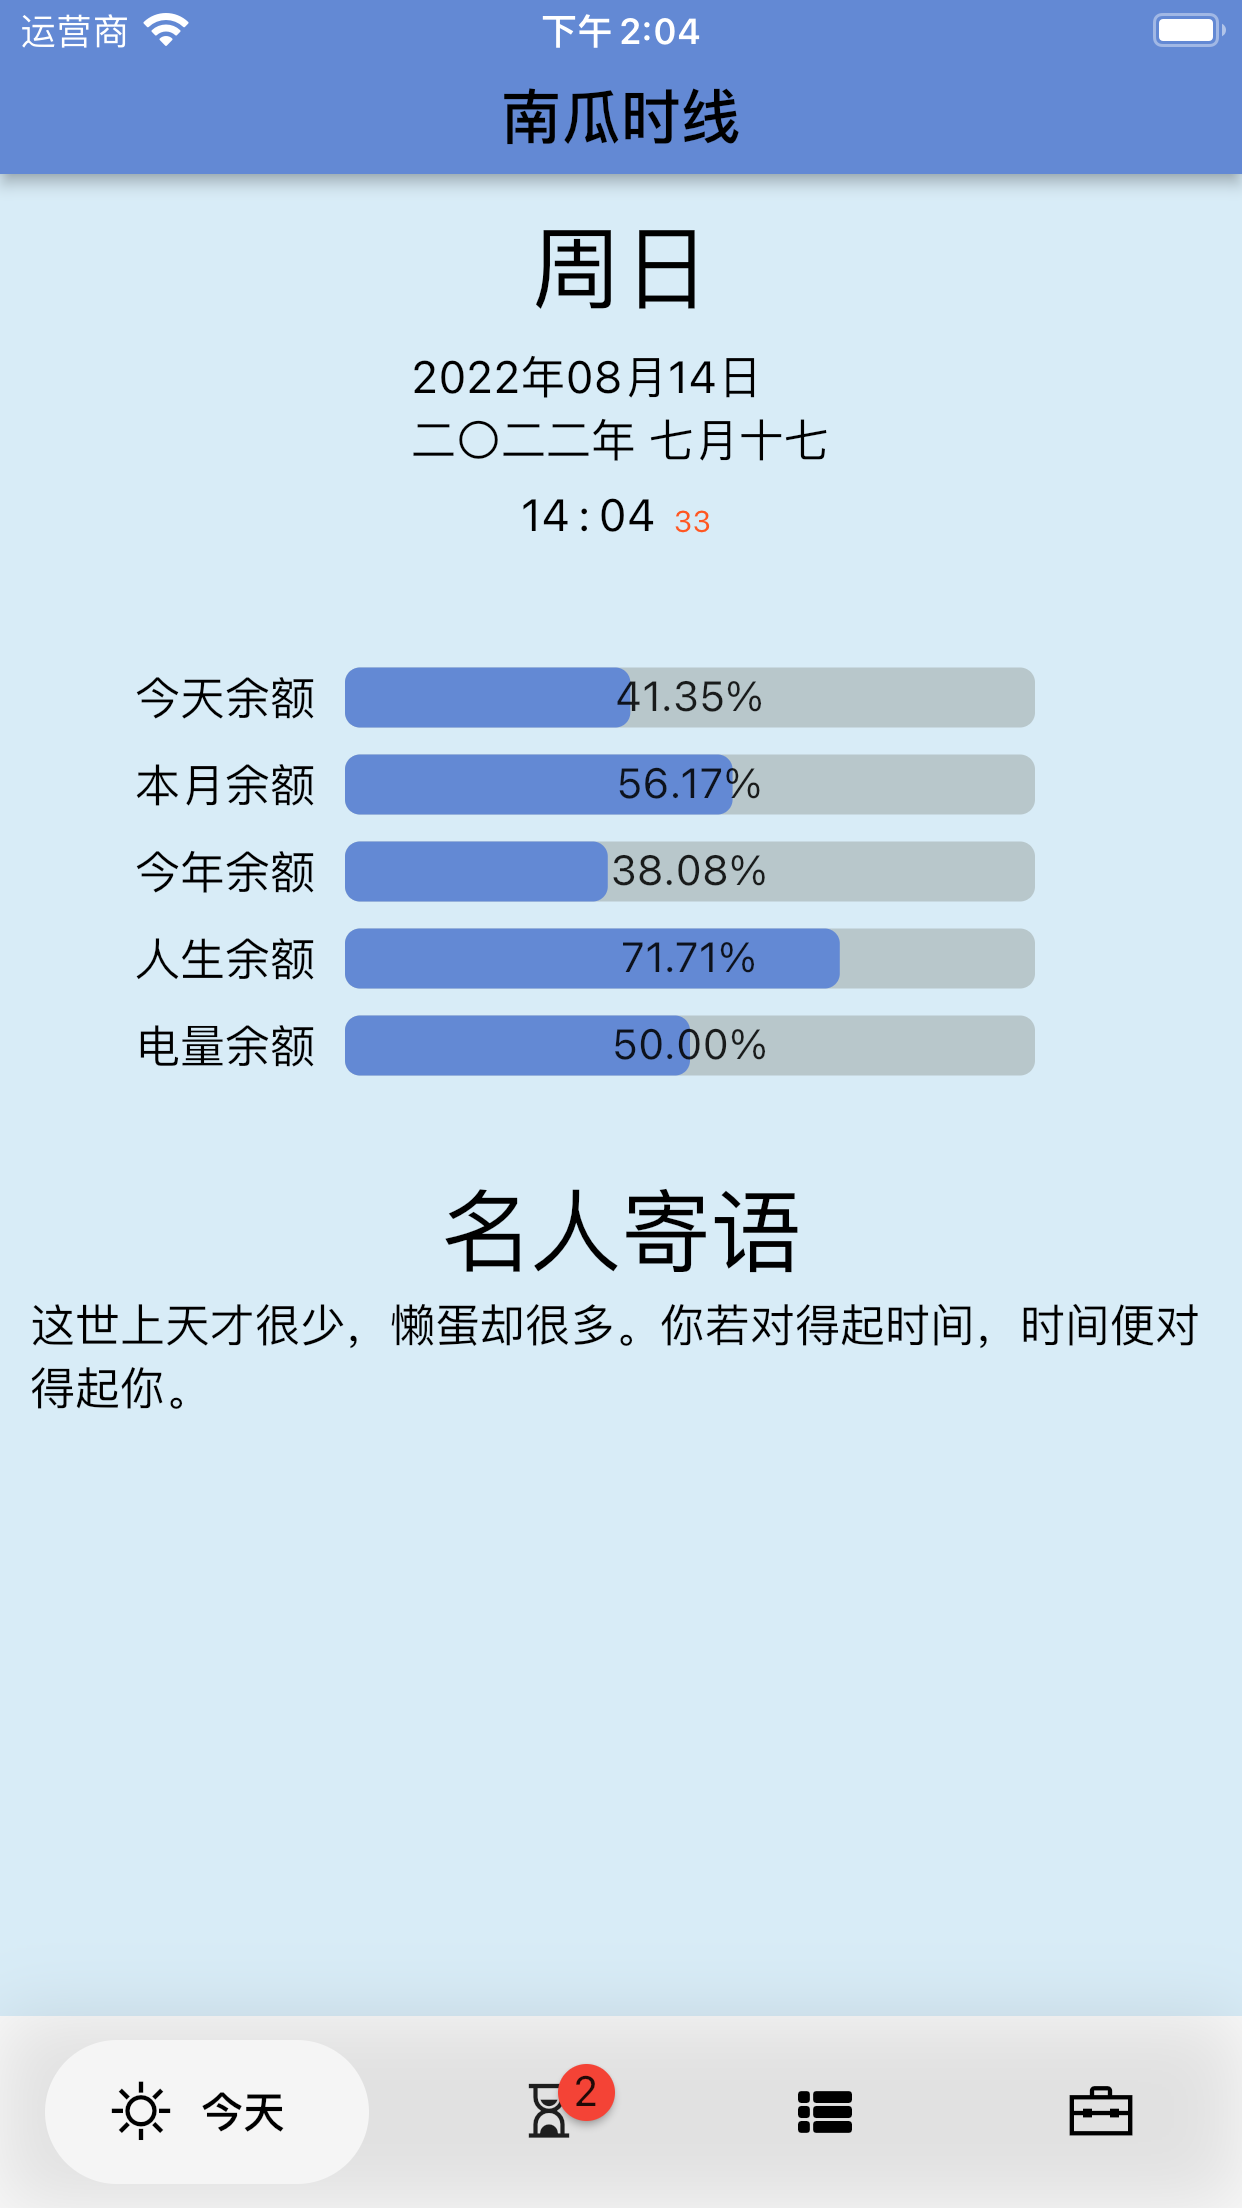 运营商 下午 2:04
南瓜时线
周日
2022年08月14日
二〇二二年 七月十七
14 : 04 33
今天余额 41.35%
本月余额 56.17%
今年余额 38.08%
人生余额 71.71%
电量余额 50.00%
名人寄语
这世上天才很少，懒蛋却很多。你若对得起时间，时间便对
得起你。
今天 2